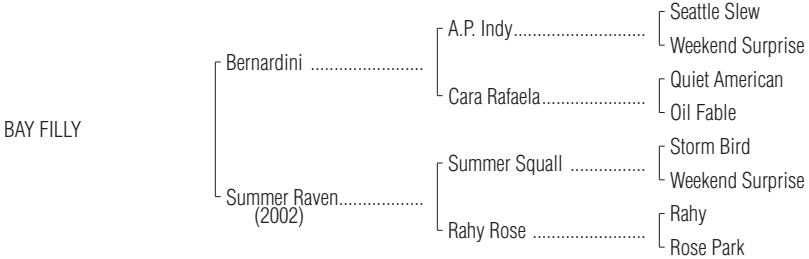 Seattle Slew
A.P. Indy..............................
Weekend Surprise
Bernardini ..........................
Quiet American
Cara Rafaela........................
Oil Fable
BAY FILLY
Storm Bird
Summer Squall .................
Weekend Surprise
Summer Raven...................
(2002)
Rahy
Rahy Rose .........................
Rose Park